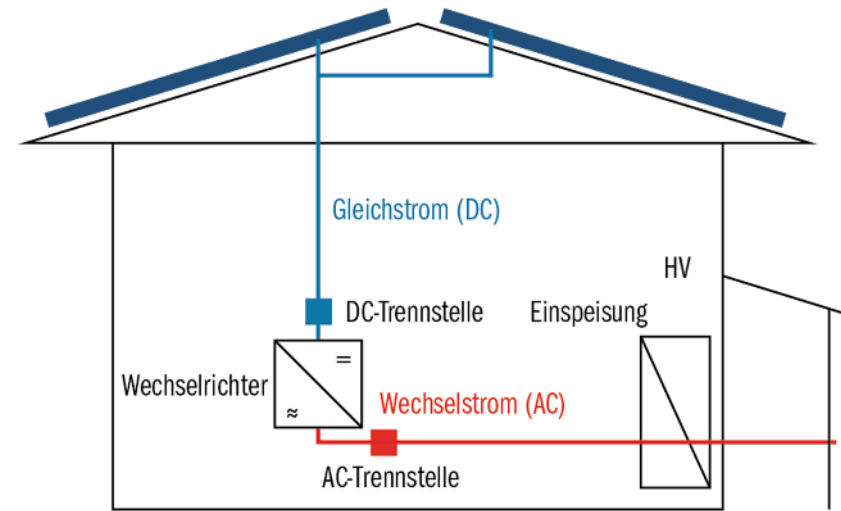 Gleichstrom (DC)
HV
DC-Trennstelle
Einspeisung
Wechselrichter
=
≈
Wechselstrom (AC)
AC-Trennstelle